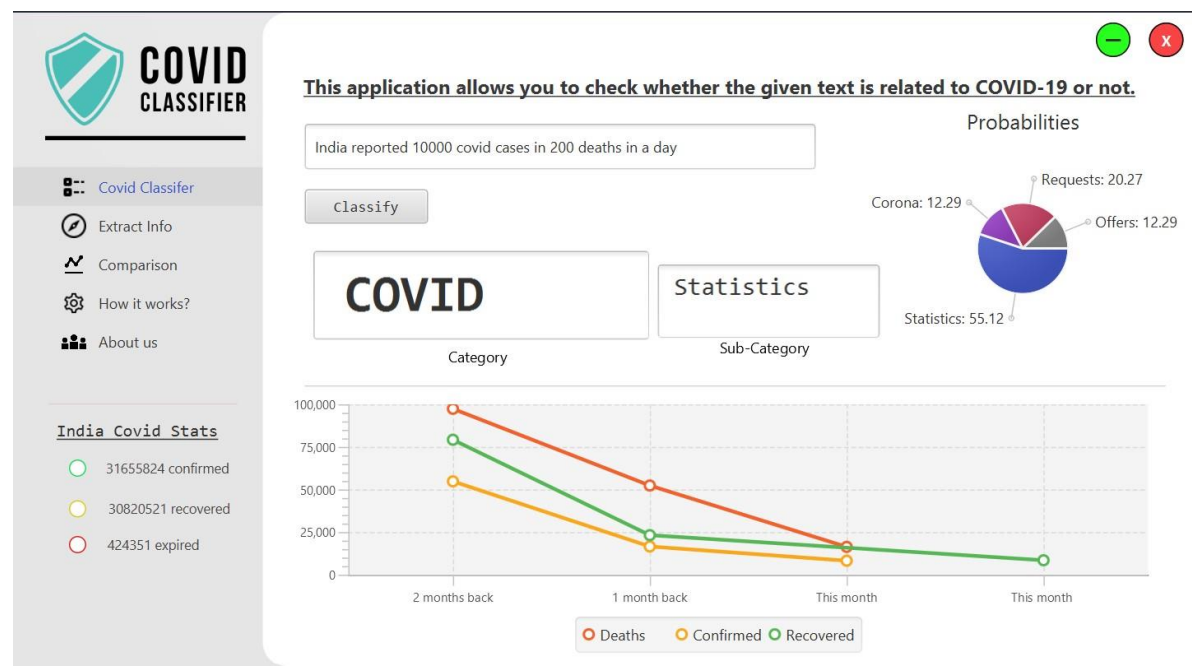 COVID
CLASSIFIER
Covid Classifer
Extract Info
Comparison
How it works?
About us
India Covid Stats
31655824 confirmed
30820521 recovered
424351 expired
– x
This application allows you to check whether the given text is related to COVID-19 or not.
India reported 10000 covid cases in 200 deaths in a day
Classify
COVID
Category
Statistics
Sub-Category
Probabilities
Requests: 20.27
Corona: 12.29
Offers: 12.29
Statistics: 55.12
100,000
75,000
50,000
25,000
0
2 months back 1 month back This month This month
Deaths Confirmed Recovered